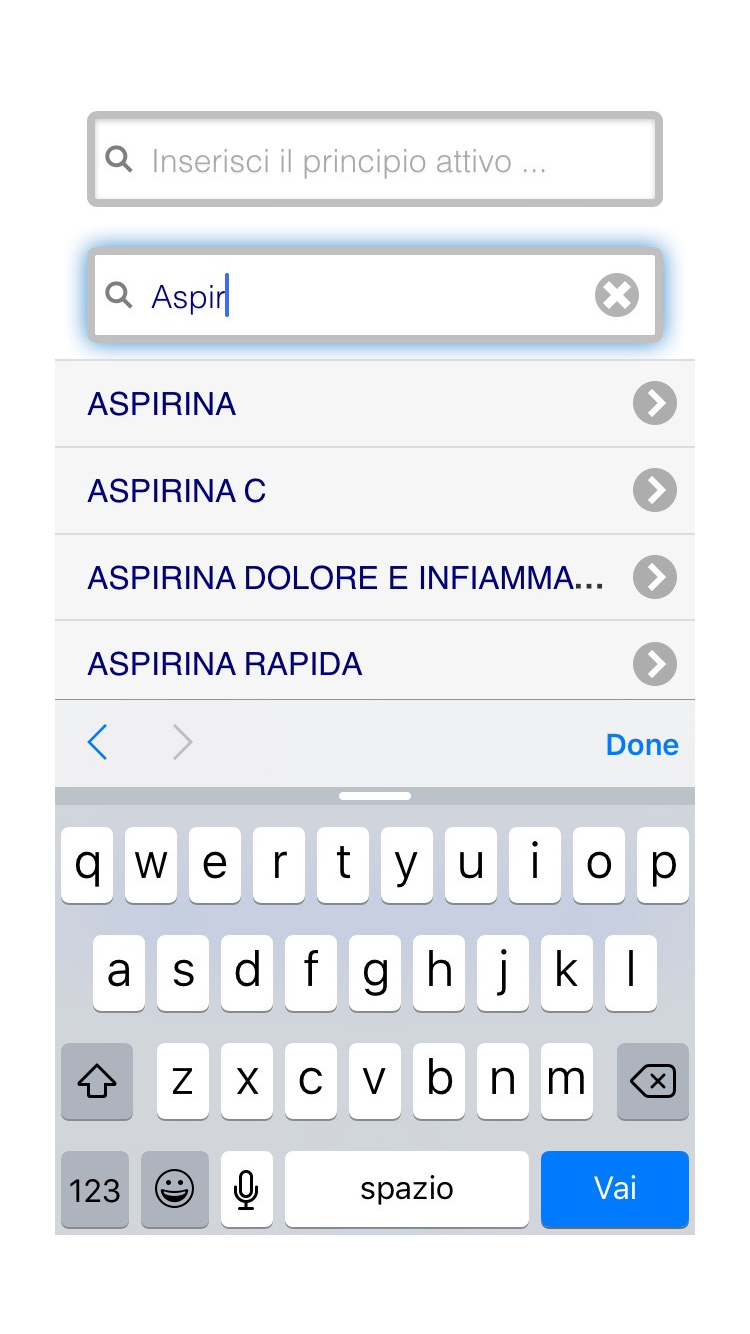 Inserisci il principio attivo ...
Aspir
ASPIRINA
ASPIRINA C
ASPIRINA DOLORE E INFIAMMA...
ASPIRINA RAPIDA
Done
q w e r t y u i o p
a s d f g h j k l
z x c v b n m
123 spazio Vai